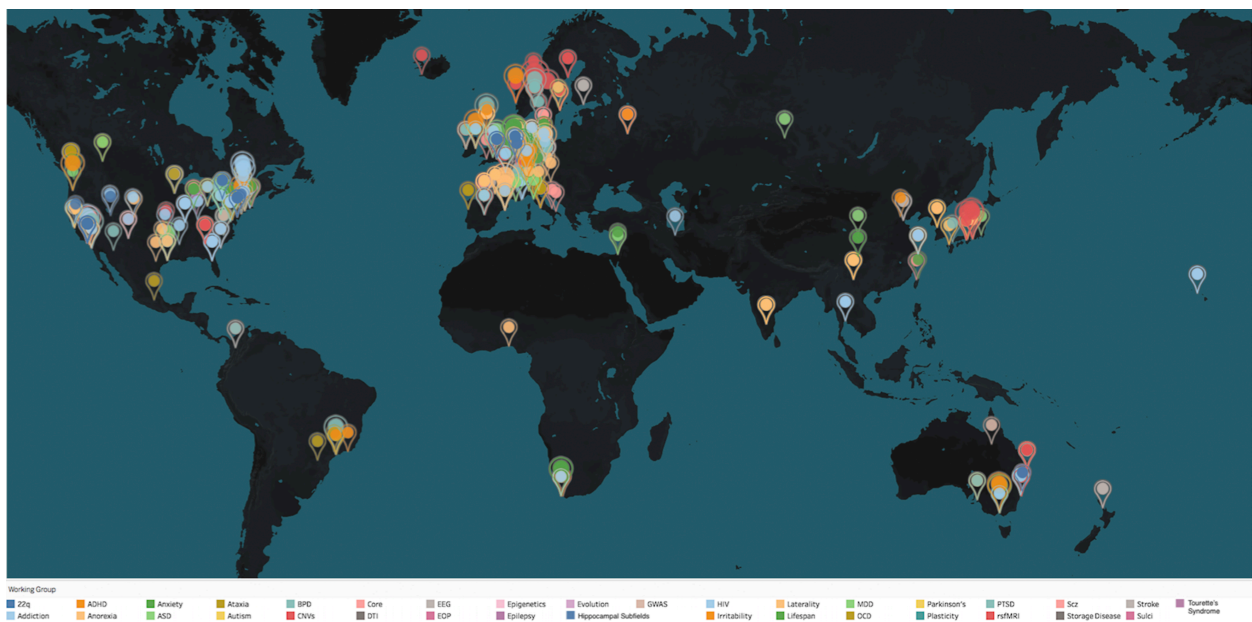 Working Group
22q ADHD Anxiety Ataxia BPD Core EEG Epigenetics Evolution GWAS HIV Laterality MDD Parkinson's PTSD Scz Stroke Tourette's
Syndrome
Addiction Anorexia ASD Autism CNVs DTI EOP Epilepsy Hippocampal Subfields Irritability Lifespan OCD Plasticity rsfMRI Storage Disease Sulci